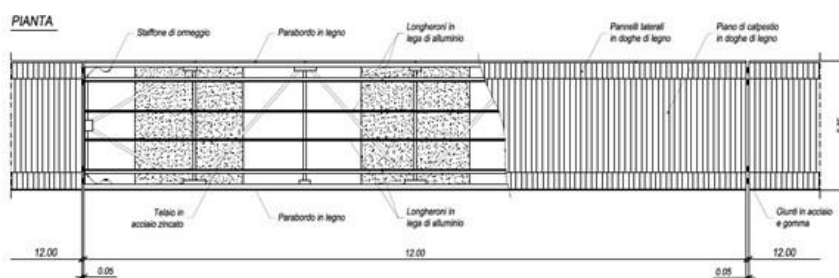 PIANTA
Staffone di ormeggio
Parabordo in legno
Longheroni in
lega di alluminio
Pannelli laterali
in doghe di legno
Piano di calpestio
in doghe di legno
Telaio in
acciaio zincato
Parabordo in legno
Longheroni in
lega di alluminio
Giunti in acciaio
e gomma
12.00
12.00
12.00
0.05
0.05